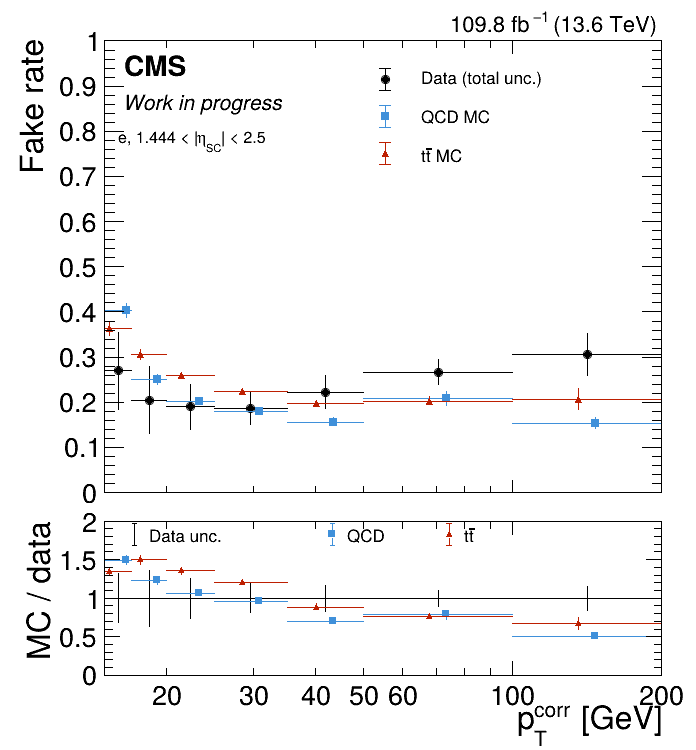 109.8 fb⁻¹ (13.6 TeV)
CMS
Work in progress
e, 1.444 < |η_SC| < 2.5
Data (total unc.)
QCD MC
tt̄ MC
Fake rate
1
0.9
0.8
0.7
0.6
0.5
0.4
0.3
0.2
0.1
0
Data unc.
QCD
tt̄
MC / data
2
1.5
1
0.5
0
20 30 40 50 60 100 200
p_T^corr [GeV]